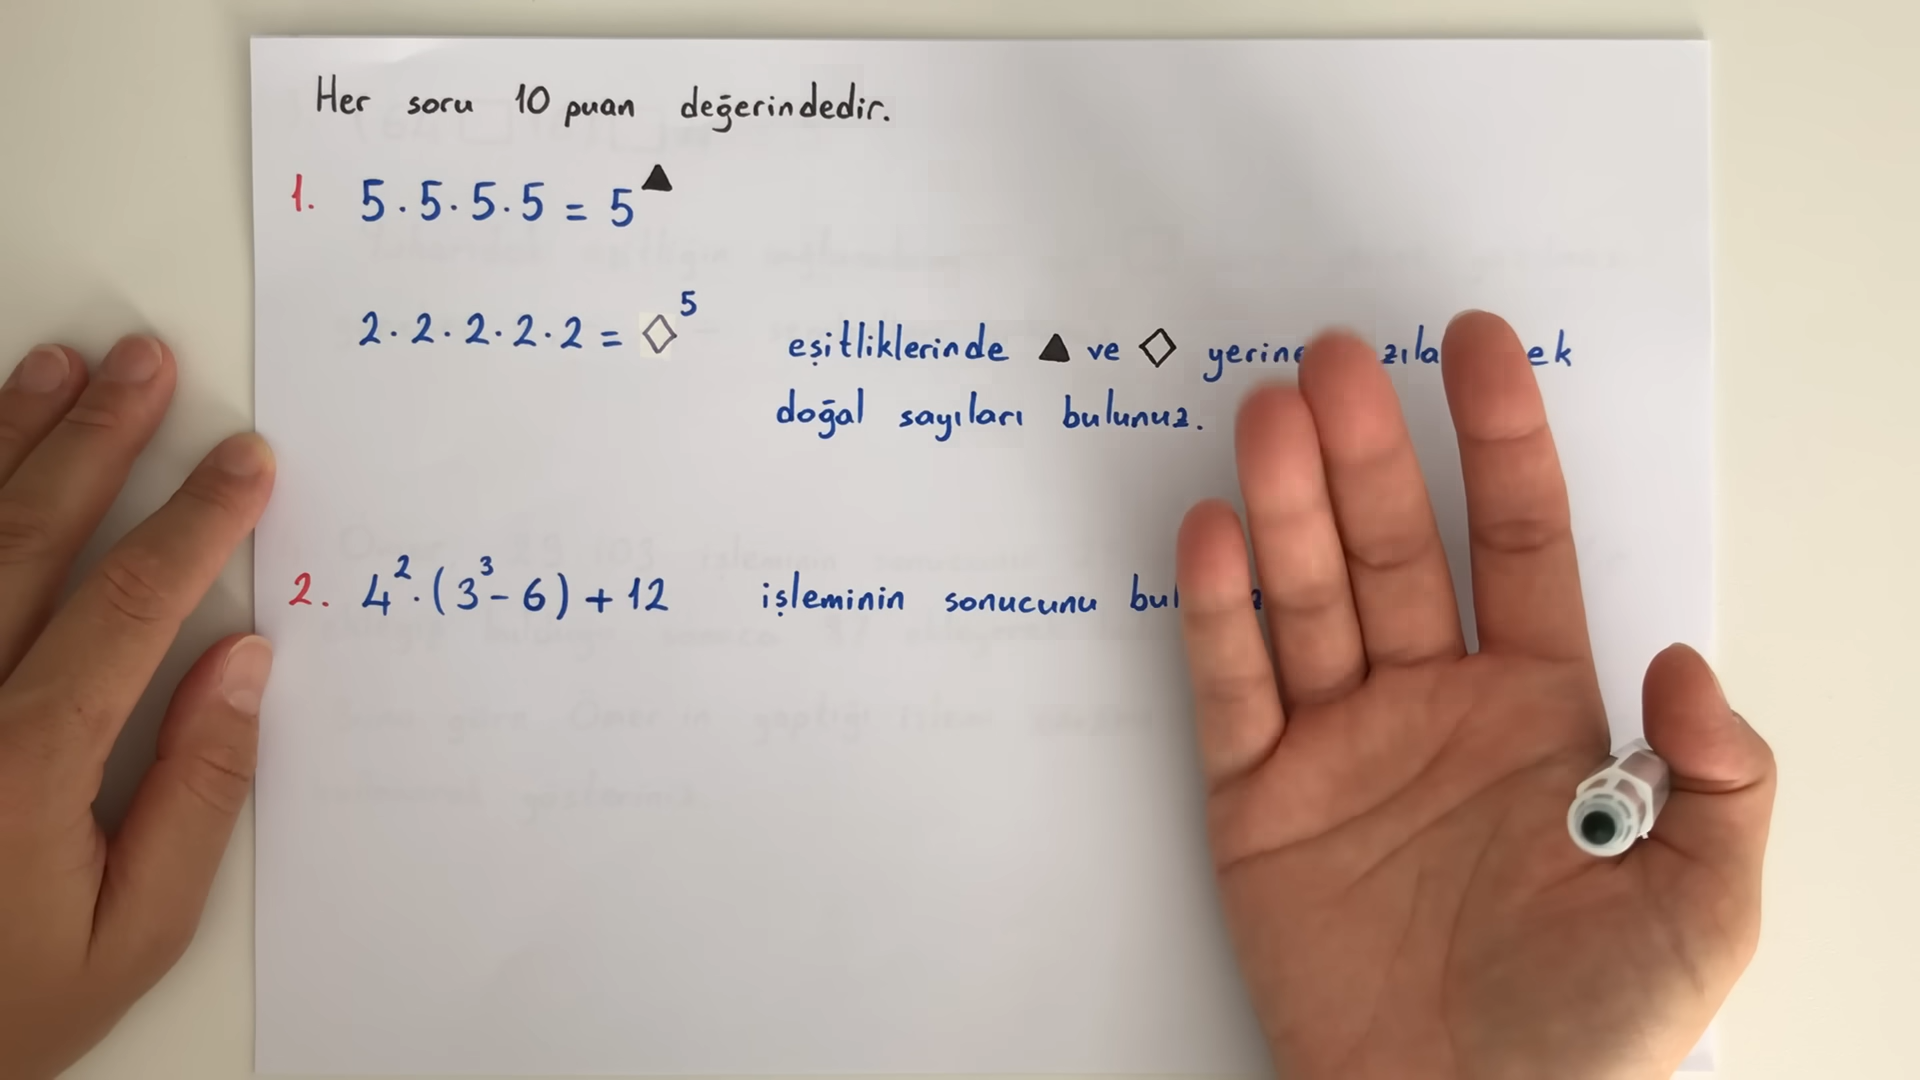 Her soru 10 puan değerindedir.
1. 5.5.5.5 = 5▲
2.2.2.2.2 = ◇⁵
eşitliklerinde ▲ ve ◇
doğal sayıları bulunuz.
2. 4².(3³-6)+12 işleminin sonucunu